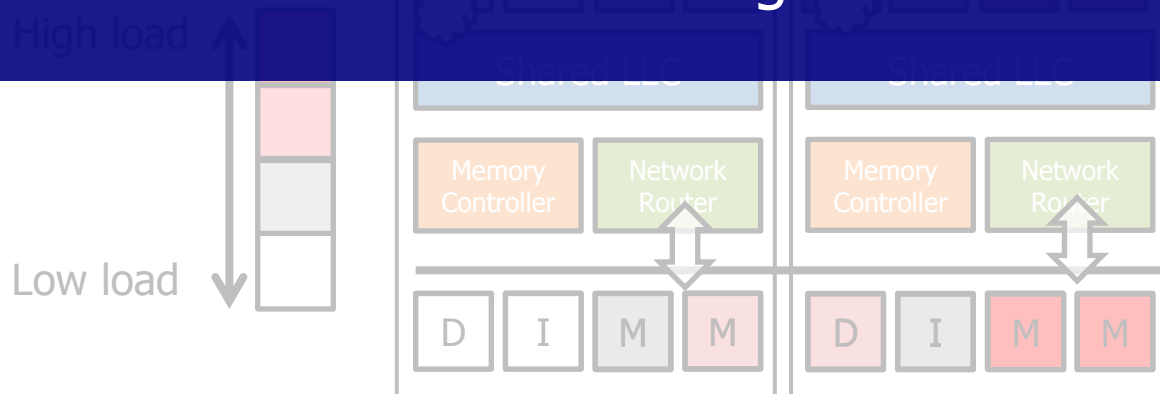 High load
Shared LLC
Shared LLC
Memory
Controller
Network
Router
Memory
Controller
Network
Router
Low load
D I M M
D I M M